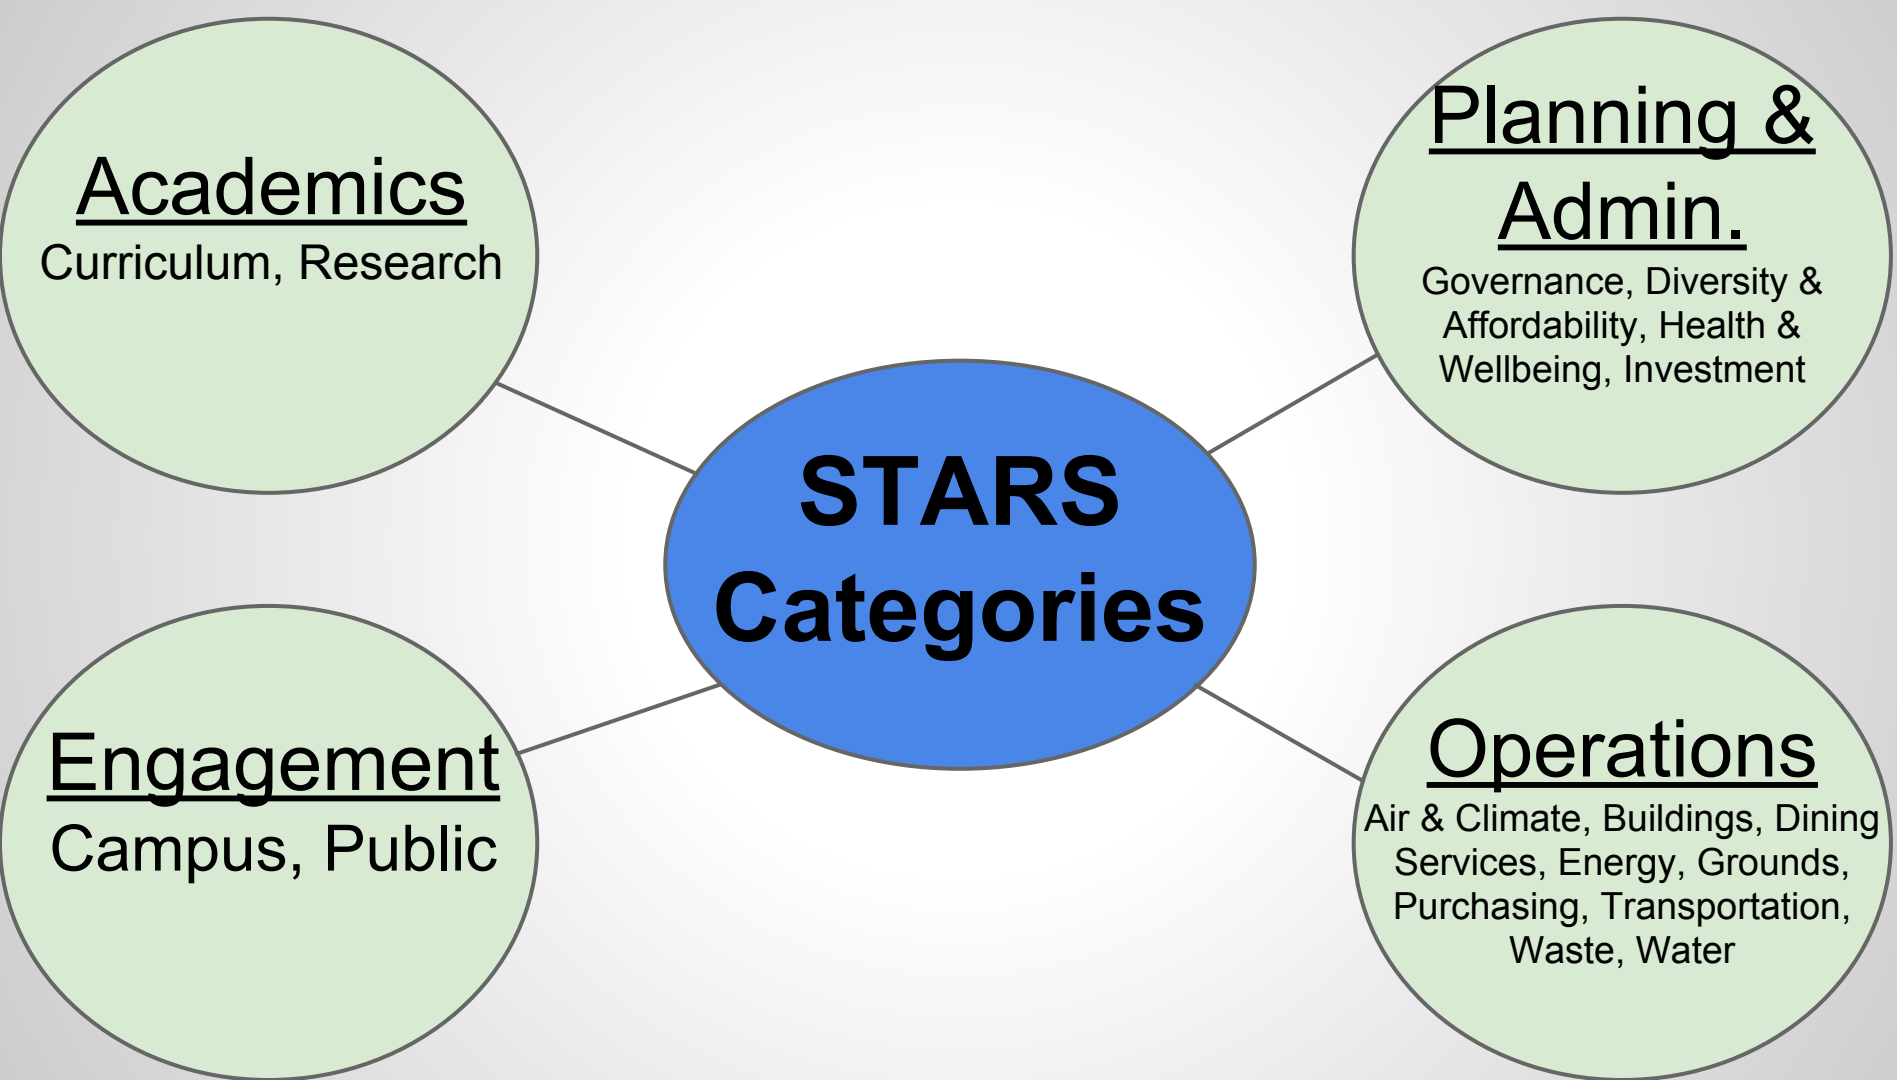 Academics
Curriculum, Research
Planning &
Admin.
Governance, Diversity &
Affordability, Health &
Wellbeing, Investment
STARS
Categories
Engagement
Campus, Public
Operations
Air & Climate, Buildings, Dining
Services, Energy, Grounds,
Purchasing, Transportation,
Waste, Water